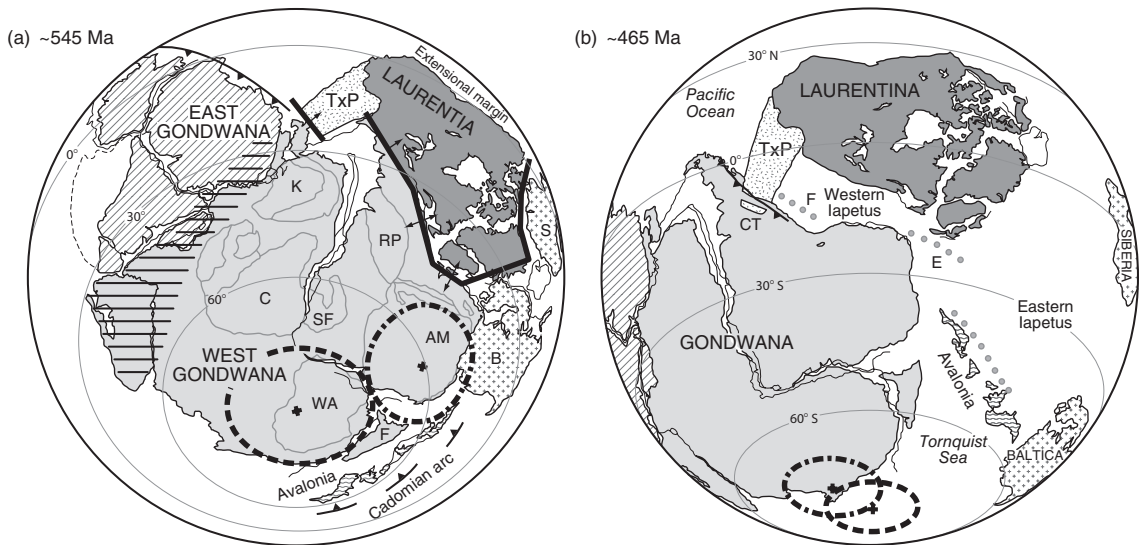 (a) ~545 Ma
Extensional margin
LAURENTIA
TxP
EAST
GONDWANA
0°
30°
K
S
RP
60°
C
SF
AM
WEST
GONDWANA
B
WA
F
Avalonia
Cadomian arc
(b) ~465 Ma
30° N
Pacific
Ocean
LAURENTINA
TxP
0°
F
Western
Iapetus
CT
SIBERIA
E
30° S
Eastern
Iapetus
GONDWANA
Avalonia
60° S
Tornquist
Sea
BALTICA